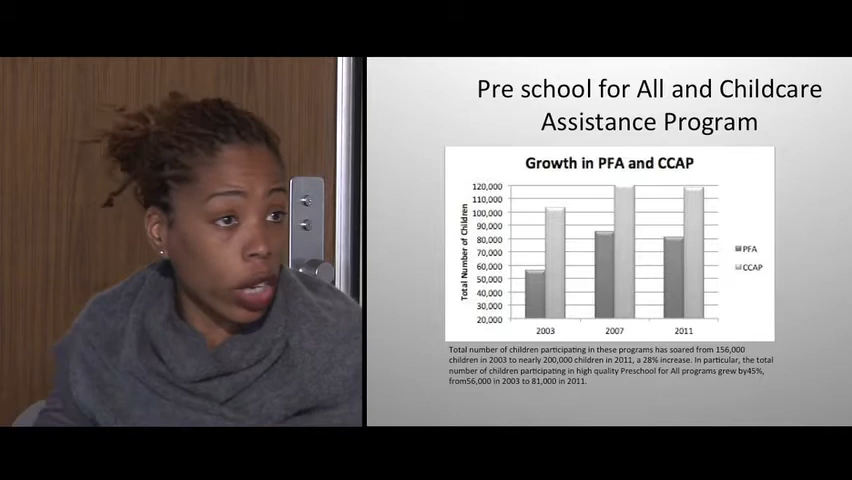 Pre school for All and Childcare
Assistance Program
Growth in PFA and CCAP
Total Number of Children
120,000
110,000
100,000
90,000
80,000
70,000
60,000
50,000
40,000
30,000
20,000
2003
2007
2011
PFA
CCAP
Total number of children participating in these programs has soared from 156,000
children in 2003 to nearly 200,000 children in 2011, a 28% increase. In particular, the total
number of children participating in high quality Preschool for All programs grew by45%,
from56,000 in 2003 to 81,000 in 2011.